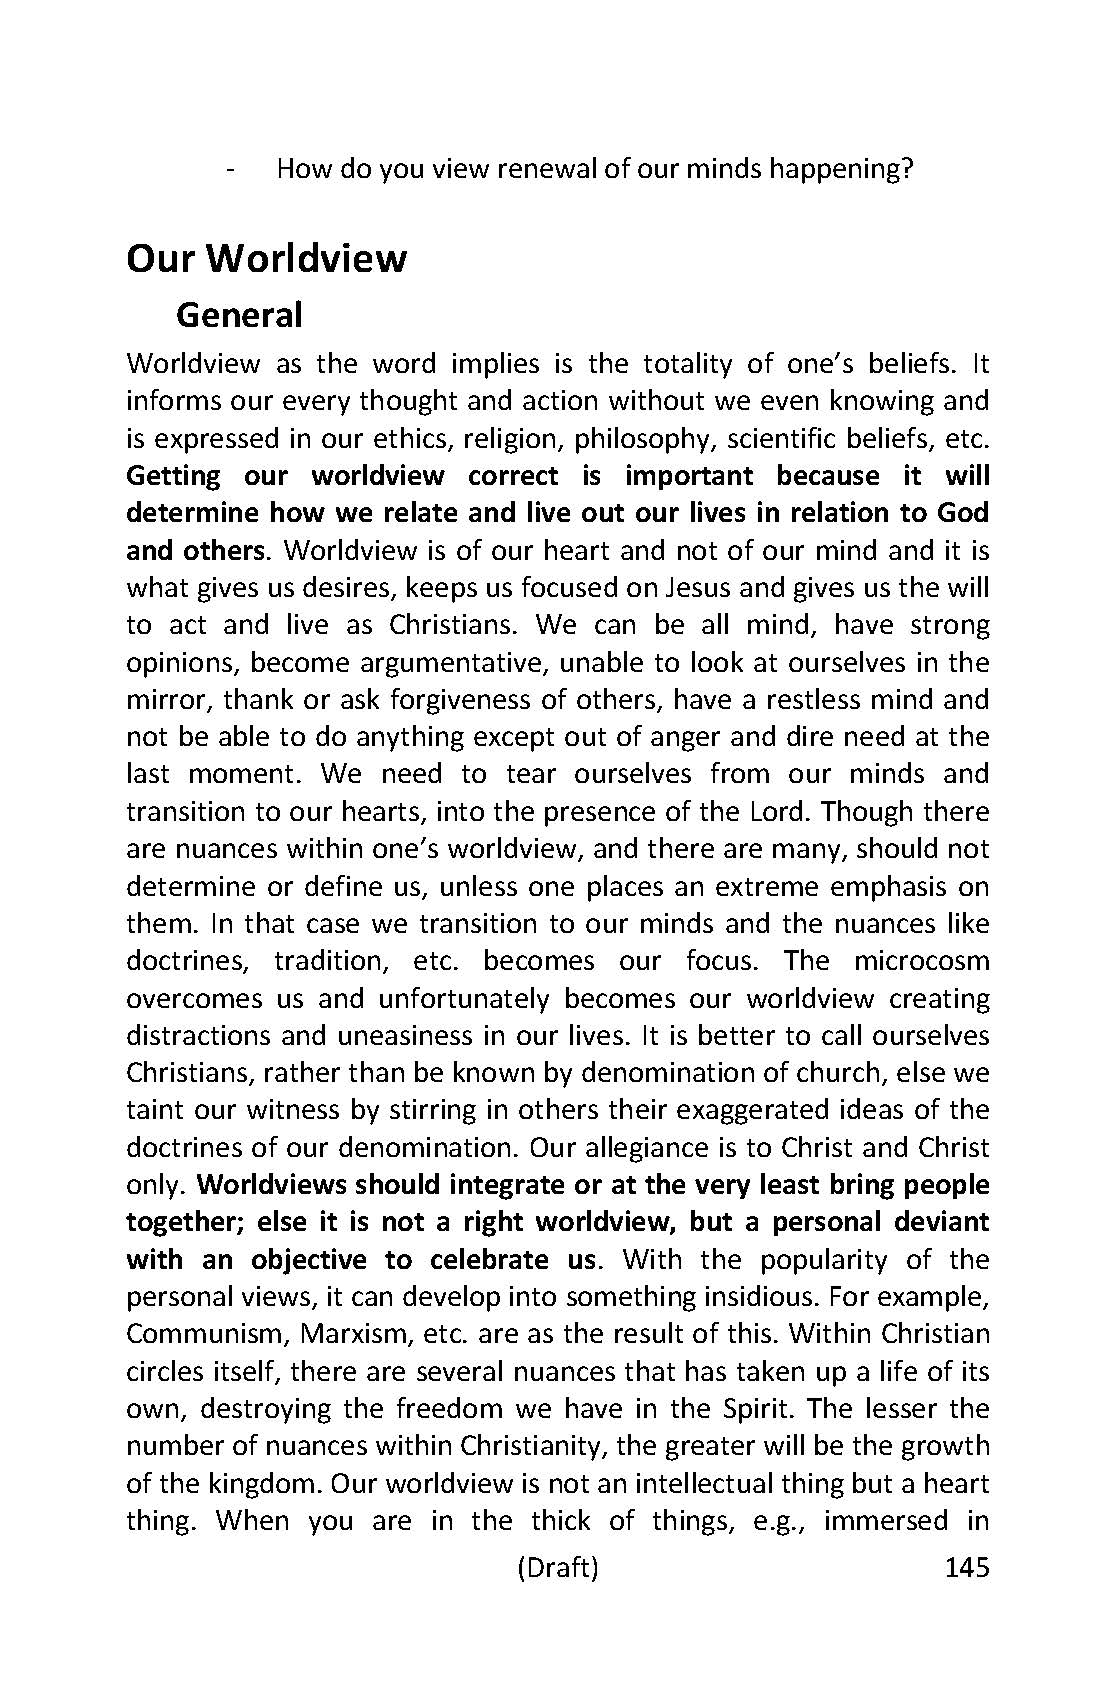 - How do you view renewal of our minds happening?
Our Worldview
General
Worldview as the word implies is the totality of one’s beliefs. It
informs our every thought and action without we even knowing and
is expressed in our ethics, religion, philosophy, scientific beliefs, etc.
Getting our worldview correct is important because it will
determine how we relate and live out our lives in relation to God
and others. Worldview is of our heart and not of our mind and it is
what gives us desires, keeps us focused on Jesus and gives us the will
to act and live as Christians. We can be all mind, have strong
opinions, become argumentative, unable to look at ourselves in the
mirror, thank or ask forgiveness of others, have a restless mind and
not be able to do anything except out of anger and dire need at the
last moment. We need to tear ourselves from our minds and
transition to our hearts, into the presence of the Lord. Though there
are nuances within one’s worldview, and there are many, should not
determine or define us, unless one places an extreme emphasis on
them. In that case we transition to our minds and the nuances like
doctrines, tradition, etc. becomes our focus. The microcosm
overcomes us and unfortunately becomes our worldview creating
distractions and uneasiness in our lives. It is better to call ourselves
Christians, rather than be known by denomination of church, else we
taint our witness by stirring in others their exaggerated ideas of the
doctrines of our denomination. Our allegiance is to Christ and Christ
only. Worldviews should integrate or at the very least bring people
together; else it is not a right worldview, but a personal deviant
with an objective to celebrate us. With the popularity of the
personal views, it can develop into something insidious. For example,
Communism, Marxism, etc. are as the result of this. Within Christian
circles itself, there are several nuances that has taken up a life of its
own, destroying the freedom we have in the Spirit. The lesser the
number of nuances within Christianity, the greater will be the growth
of the kingdom. Our worldview is not an intellectual thing but a heart
thing. When you are in the thick of things, e.g., immersed in
(Draft) 145